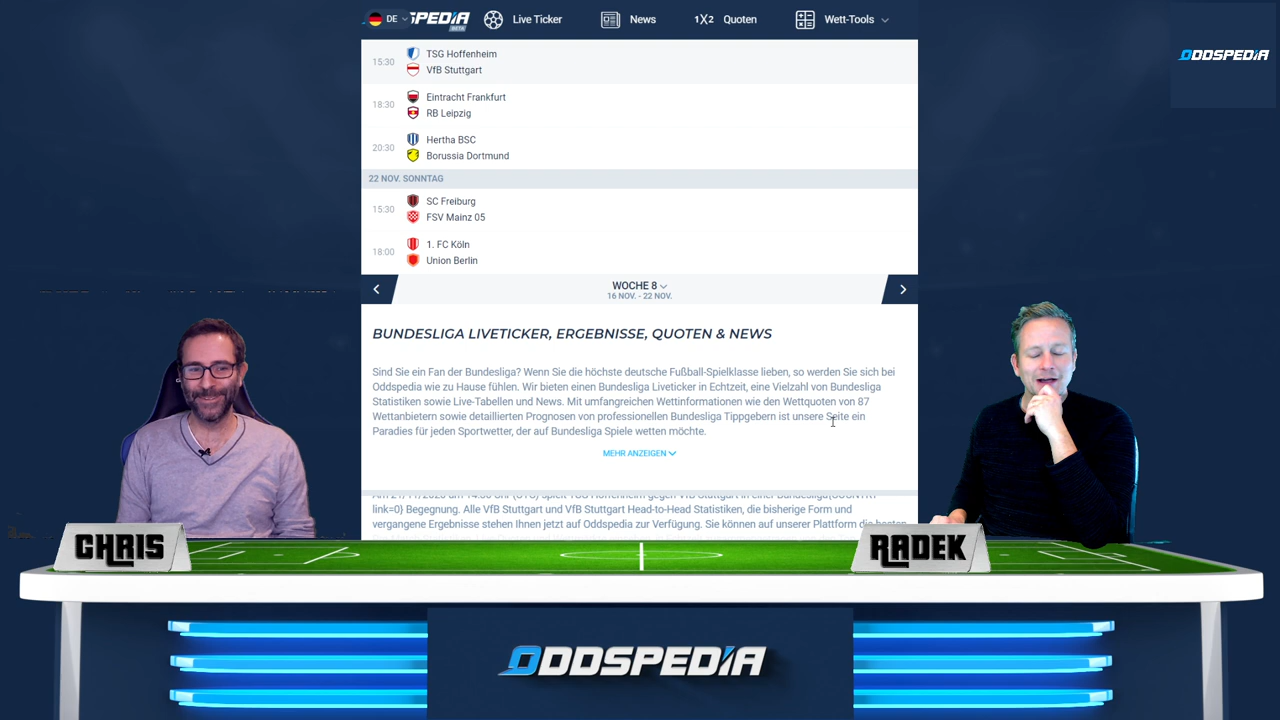 DE
PEDIA
BETA
Live Ticker
News
1X2
Quoten
Wett-Tools
ODDSPEDIA
15:30
TSG Hoffenheim
VfB Stuttgart
18:30
Eintracht Frankfurt
RB Leipzig
20:30
Hertha BSC
Borussia Dortmund
22 NOV. SONNTAG
15:30
SC Freiburg
FSV Mainz 05
18:00
1. FC Köln
Union Berlin
WOCHE 8
16 NOV. - 22 NOV.
BUNDESLIGA LIVETICKER, ERGEBNISSE, QUOTEN & NEWS
Sind Sie ein Fan der Bundesliga? Wenn Sie die höchste deutsche Fußball-Spielklasse lieben, so werden Sie sich bei
Oddspedia wie zu Hause fühlen. Wir bieten einen Bundesliga Liveticker in Echtzeit, eine Vielzahl von Bundesliga
Statistiken sowie Live-Tabellen und News. Mit umfangreichen Wettinformationen wie den Wettquoten von 87
Wettanbietern sowie detaillierten Prognosen von professionellen Bundesliga Tippgebern ist unsere Seite ein
Paradies für jeden Sportwetter, der auf Bundesliga Spiele wetten möchte.
MEHR ANZEIGEN
link=0) Begegnung. Alle VfB Stuttgart und VfB Stuttgart Head-to-Head Statistiken, die bisherige Form und
vergangene Ergebnisse stehen Ihnen jetzt auf Oddspedia zur Verfügung. Sie können auf unserer Plattform die besten
CHRIS
RADEK
ODDSPEDIA